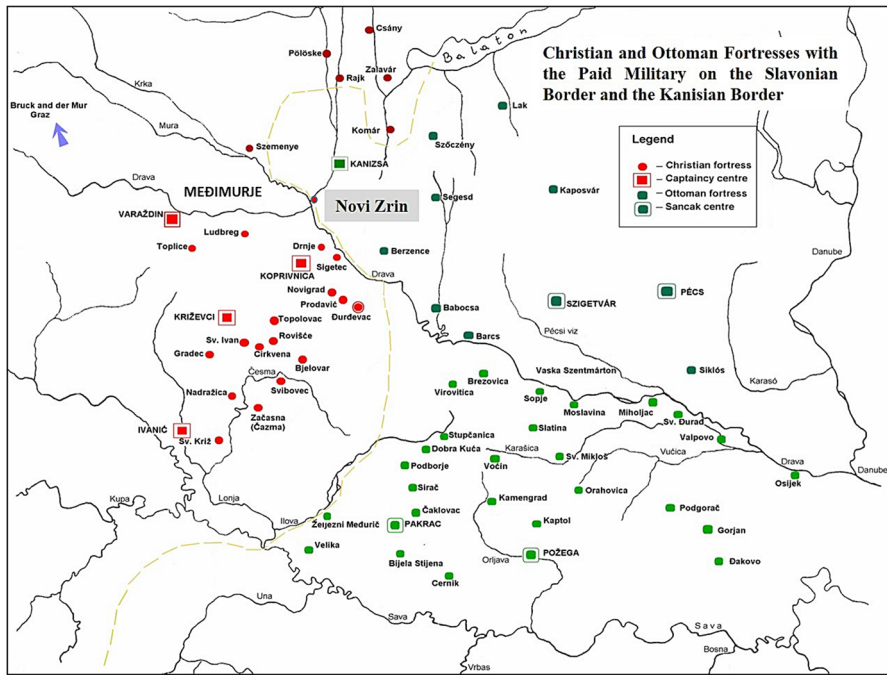 Christian and Ottoman Fortresses with
the Paid Military on the Slavonian
Border and the Kanisian Border
Legend
– Christian fortress
– Captaincy centre
– Ottoman fortress
– Sancak centre
Csány
Balaton
Pölöske
Zalavár
Rajk
Krka
Bruck and der Mur
Graz
Lak
Mura
Komár
Szőczény
Szemenye
KANIZSA
Drava
MEĐIMURJE
Kaposvár
Segesd
Novi Zrin
VARAŽDIN
Ludbreg
Toplice
Drnje
Berzence
Danube
Sigetec
KOPRIVNICA
Drava
Novigrad
PÉCS
Prodavič
SZIGETVÁR
Babocsa
Đurđevac
KRIŽEVCI
Topolovac
Pécsi viz
Barcs
Sv. Ivan
Rovišče
Cirkvena
Gradec
Bjelovar
Vaska Szentmárton
Siklós
Česma
Brezovica
Karasó
Svibovec
Virovitica
Nadražica
Sopje
Moslavina
Miholjac
Začasna
(Čazma)
Sv. Đurad
IVANIĆ
Slatina
Stupčanica
Sv. Križ
Valpovo
Dobra Kuća
Karašica
Vučica
Drava
Podborje
Voćin
Sv. Mikloš
Danube
Sirač
Osijek
Kupa
Lonja
Kamengrad
Orahovica
Čaklovac
Podgorač
Ilova
Željezni Međurič
PAKRAC
Kaptol
Gorjan
Velika
Bijela Stijena
Orljava
POŽEGA
Đakovo
Cernik
Una
Sava
Sava
Bosna
Vrbas